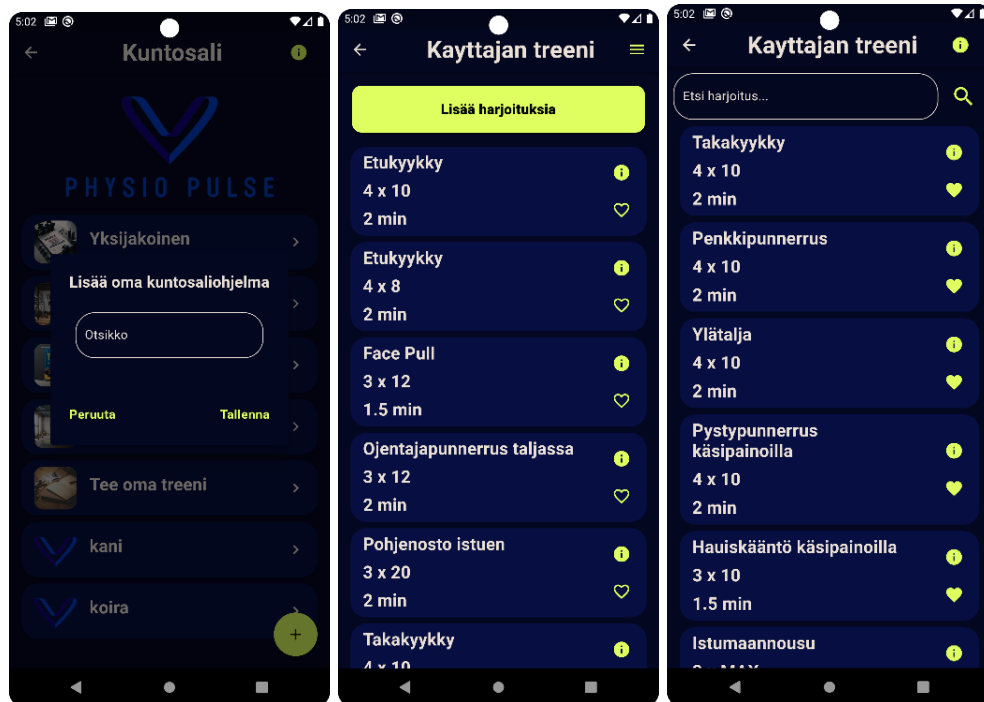 5:02
Kuntosali
PHYSIO PULSE
Yksijakoinen
Lisää oma kuntosaliohjelma
Otsikko
Peruuta
Tallenna
Tee oma treeni
kani
koira
+
5:02
Kayttajan treeni
Lisää harjoituksia
Etukyykky
4 x 10
2 min
Etukyykky
4 x 8
2 min
Face Pull
3 x 12
1.5 min
Ojentajapunnerrus taljassa
3 x 12
2 min
Pohjenosto istuen
3 x 20
2 min
Takakyykky
4 x 10
5:02
Kayttajan treeni
Etsi harjoitus...
Takakyykky
4 x 10
2 min
Penkkipunnerrus
4 x 10
2 min
Ylätalja
4 x 10
2 min
Pystypunnerrus
käsipainoilla
4 x 10
2 min
Hauiskääntö käsipainoilla
3 x 10
1.5 min
Istumaannousu
x MAX